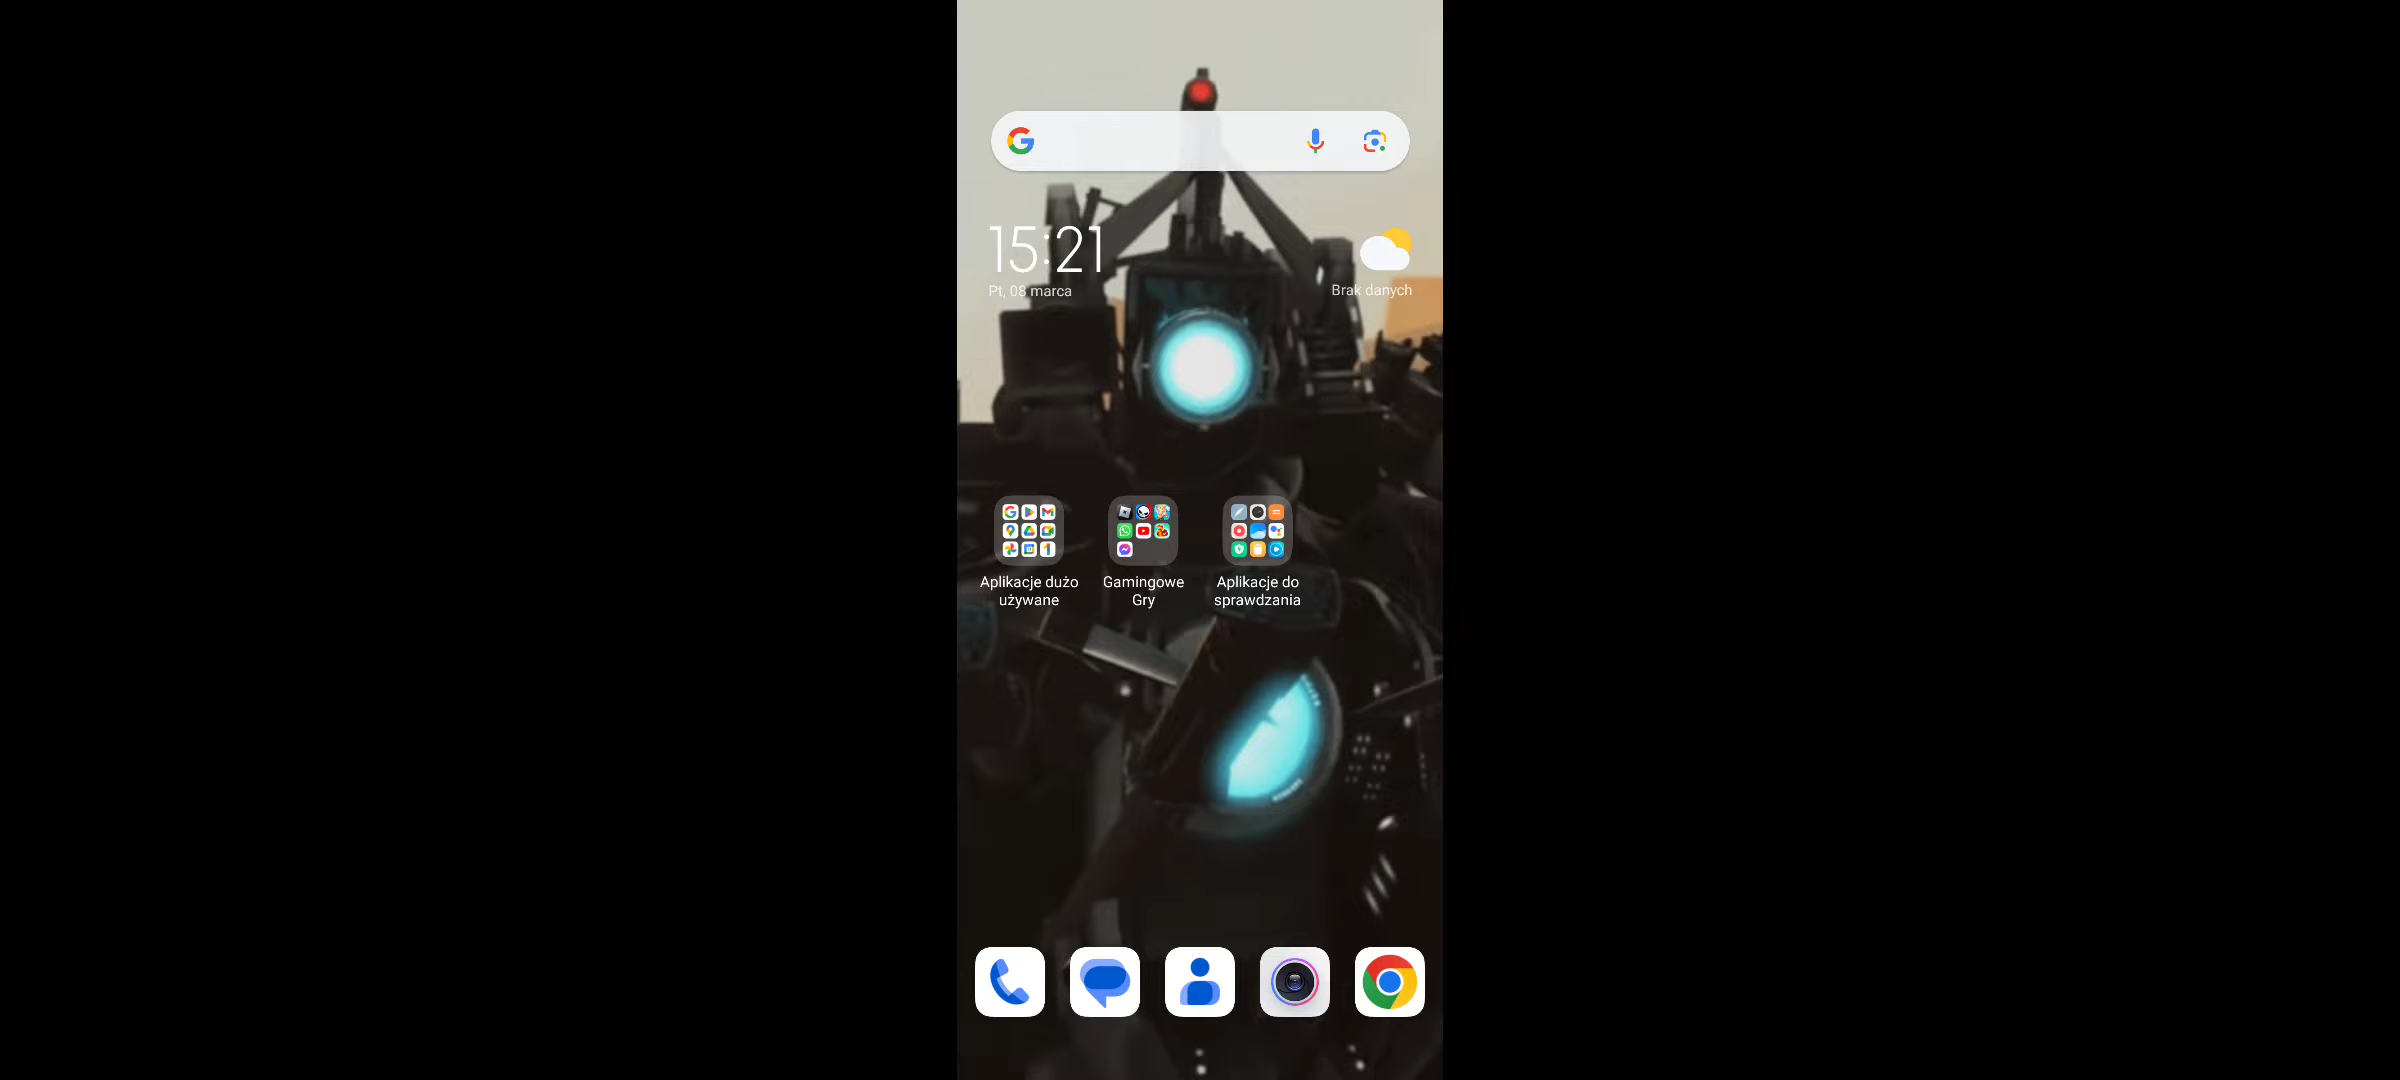 15:21
Pt, 08 marca
Brak danych
Aplikacje dużo
używane
Gamingowe
Gry
Aplikacje do
sprawdzania